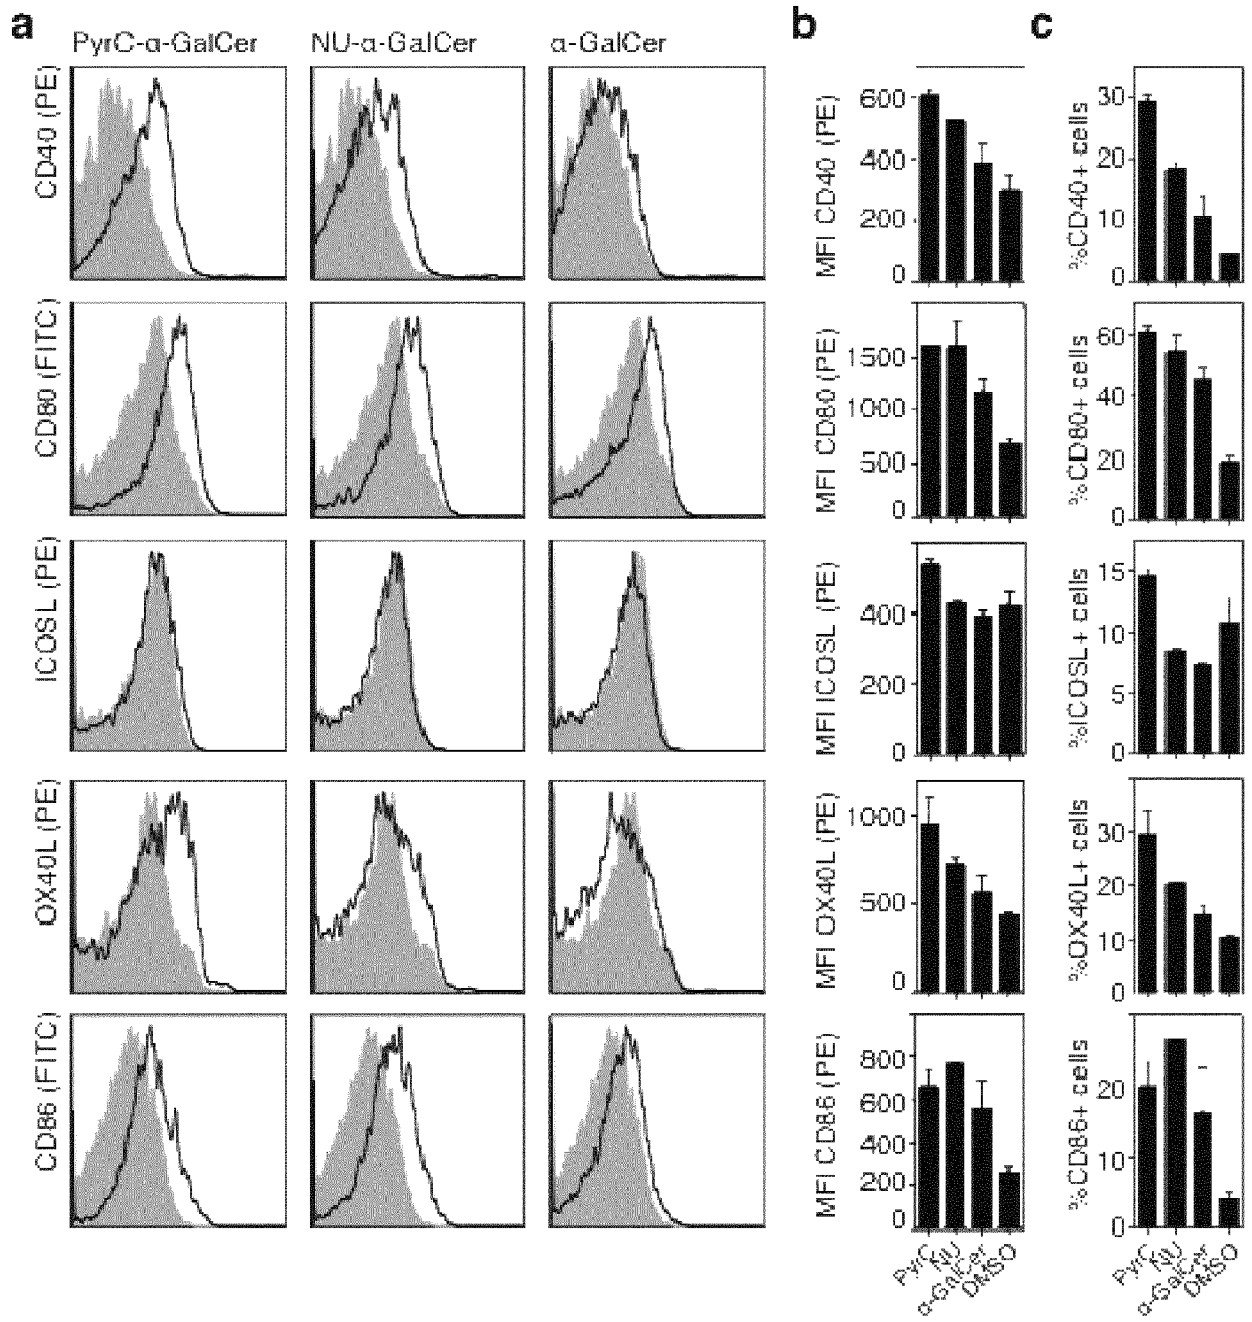 a
b
c
PyrC-α-GalCer
NU-α-GalCer
α-GalCer
CD40 (PE)
CD80 (FITC)
ICOSL (PE)
OX40L (PE)
CD86 (FITC)
MFI CD40 (PE)
600
400
200
0
MFI CD80 (PE)
1500
1000
500
0
MFI ICOSL (PE)
400
200
0
MFI OX40L (PE)
1000
500
0
MFI CD86 (PE)
800
600
400
200
0
PyrC
NU
α-GalCer
DMSO
%CD40+ cells
30
20
10
0
%CD80+ cells
60
40
20
0
%ICOSL+ cells
15
10
5
0
%OX40L+ cells
30
20
10
0
%CD86+ cells
20
10
0
PyrC
NU
α-GalCer
DMSO